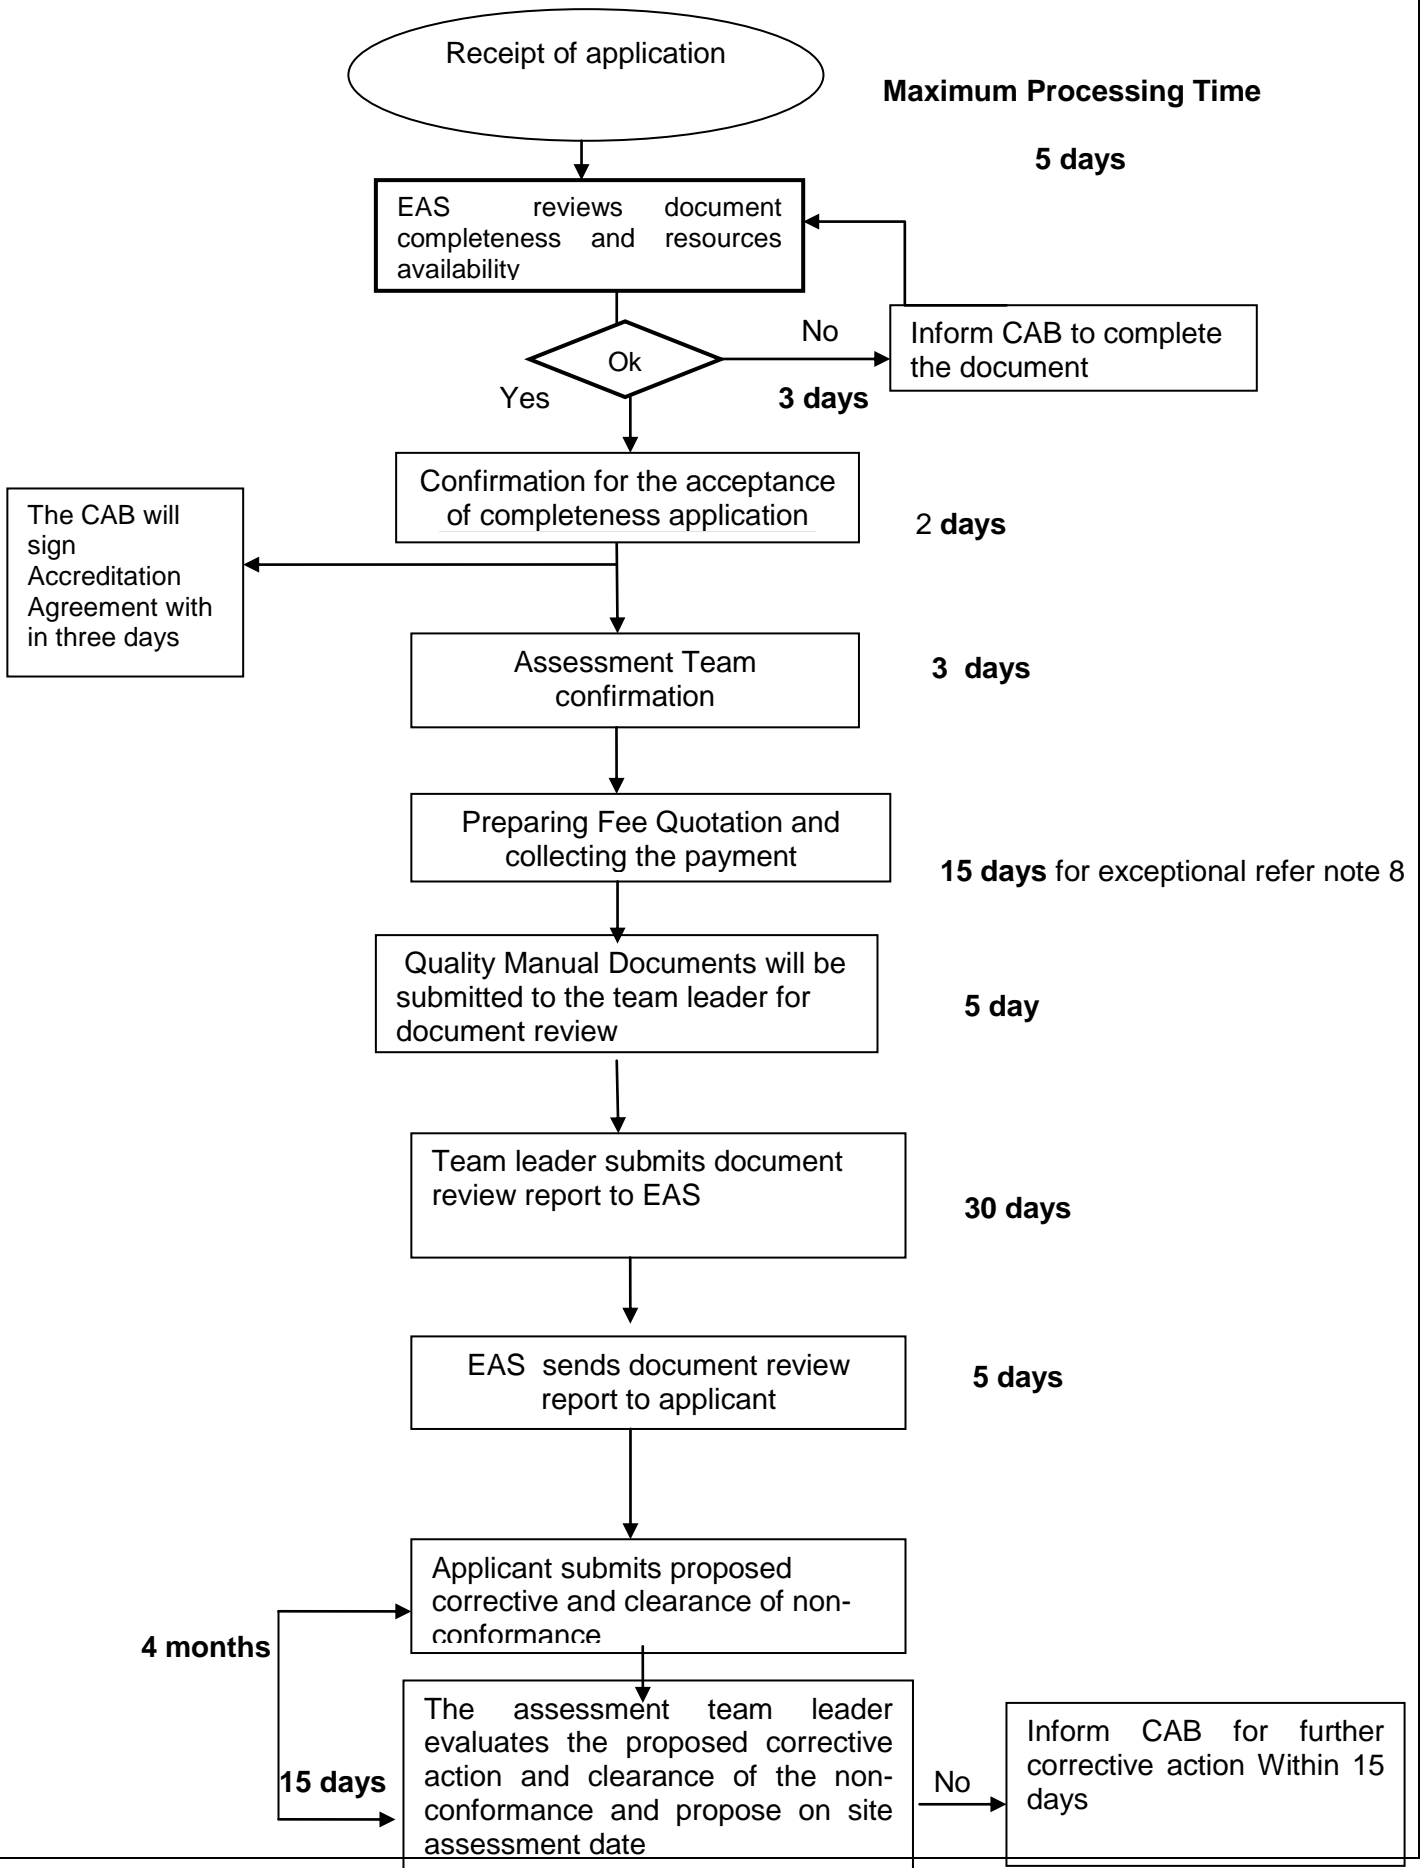 Receipt of application
Maximum Processing Time
5 days
EAS reviews document
completeness and resources
availability
No
Inform CAB to complete
the document
Ok
Yes
3 days
Confirmation for the acceptance
of completeness application
2 days
The CAB will
sign
Accreditation
Agreement with
in three days
Assessment Team
confirmation
3 days
Preparing Fee Quotation and
collecting the payment
15 days for exceptional refer note 8
Quality Manual Documents will be
submitted to the team leader for
document review
5 day
Team leader submits document
review report to EAS
30 days
EAS sends document review
report to applicant
5 days
Applicant submits proposed
corrective and clearance of non-
conformance
4 months
The assessment team leader
evaluates the proposed corrective
action and clearance of the non-
conformance and propose on site
assessment date
15 days
No
Inform CAB for further
corrective action Within 15
days